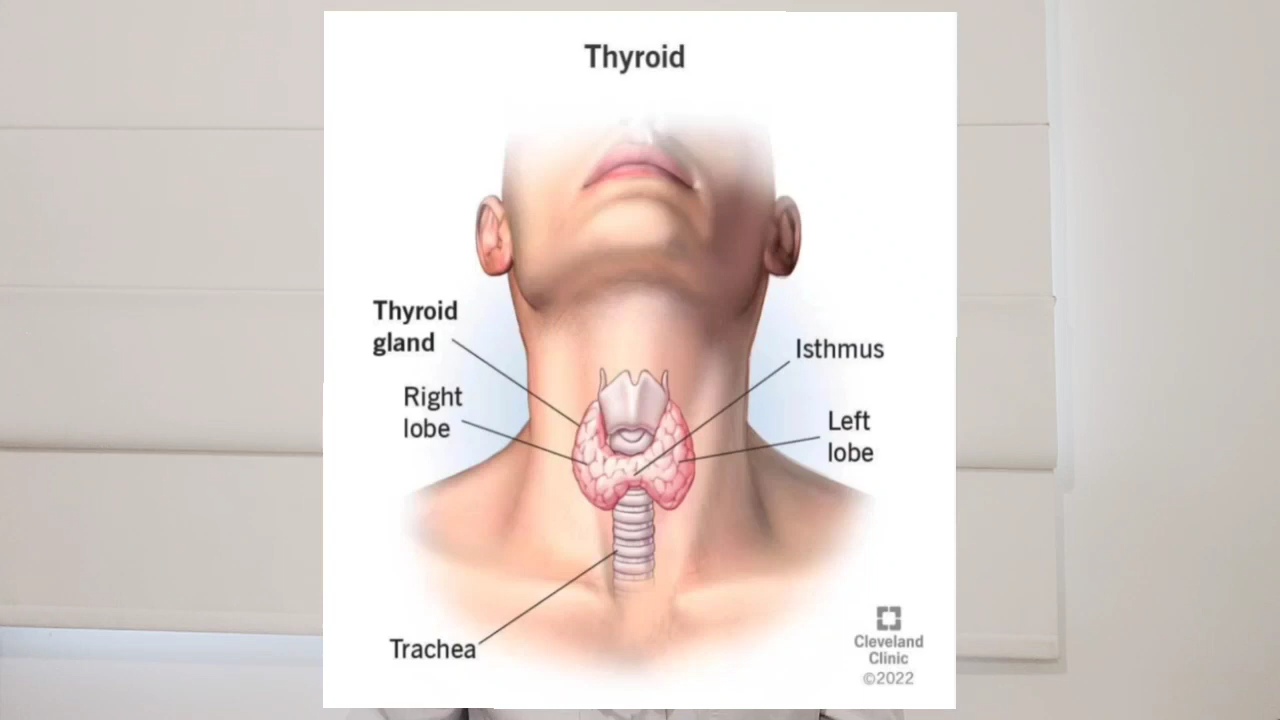 Thyroid
Thyroid
gland
Right
lobe
Isthmus
Left
lobe
Trachea
Cleveland
Clinic
©2022